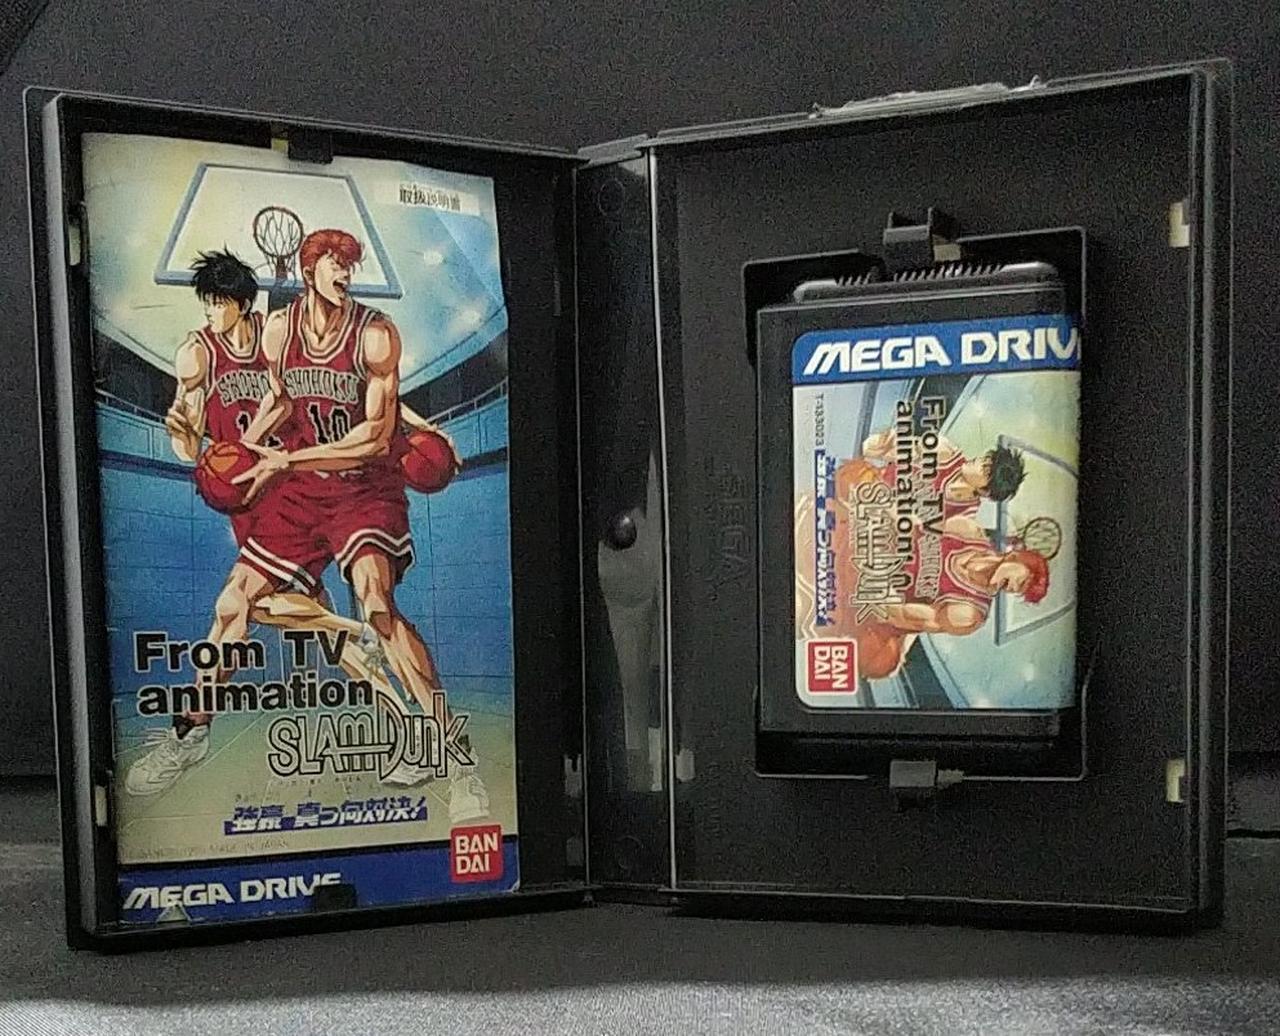 取扱説明書
SHOHO
SHOHOKU
10
From TV
animation
SLAM DUNK
強豪 真っ向対決!
BAN
DAI
MEGA DRIVE
SEGA
MEGA DRIV
From TV
animation
SLAM DUNK
強豪 真っ向対決!
T-133023
BAN
DAI